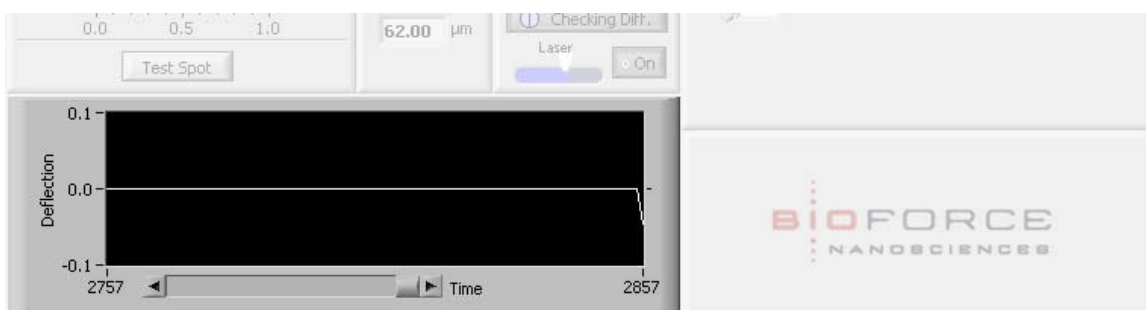 0.0 0.5 1.0
Test Spot
62.00 µm
Checking Diff.
Laser
On
0.1
Deflection
0.0
-0.1
2757
Time
2857
BIOFORCE
NANOSCIENCES